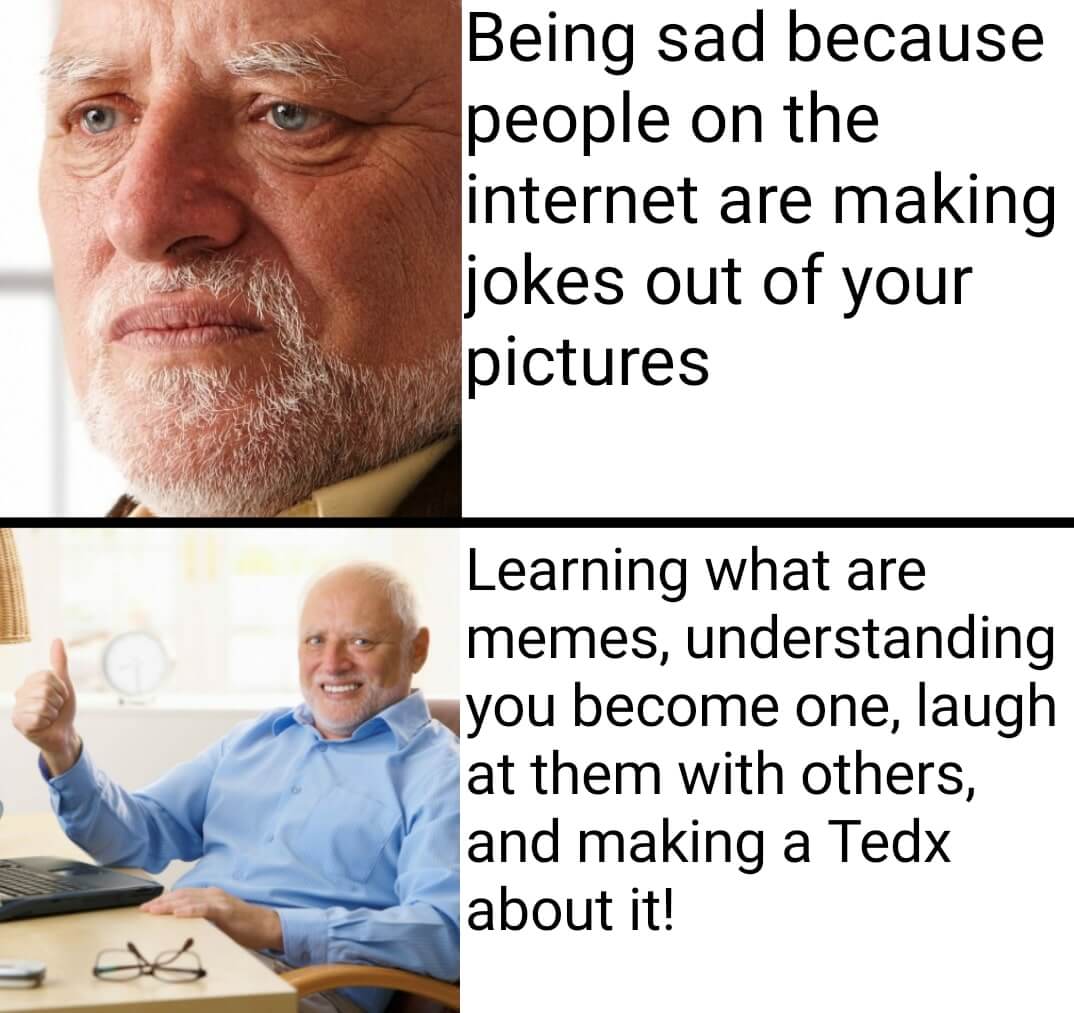 Being sad because
people on the
internet are making
jokes out of your
pictures
Learning what are
memes, understanding
you become one, laugh
at them with others,
and making a Tedx
about it!